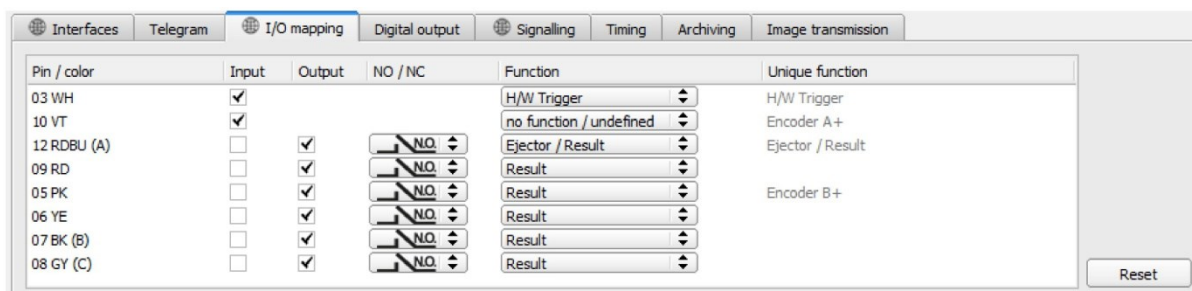 Interfaces Telegram I/O mapping Digital output Signalling Timing Archiving Image transmission
Pin / color Input Output NO / NC Function Unique function
03 WH H/W Trigger H/W Trigger
10 VT no function / undefined Encoder A+
12 RDBU (A) N.O. Ejector / Result Ejector / Result
09 RD N.O. Result
05 PK N.O. Result Encoder B+
06 YE N.O. Result
07 BK (B) N.O. Result
08 GY (C) N.O. Result
Reset